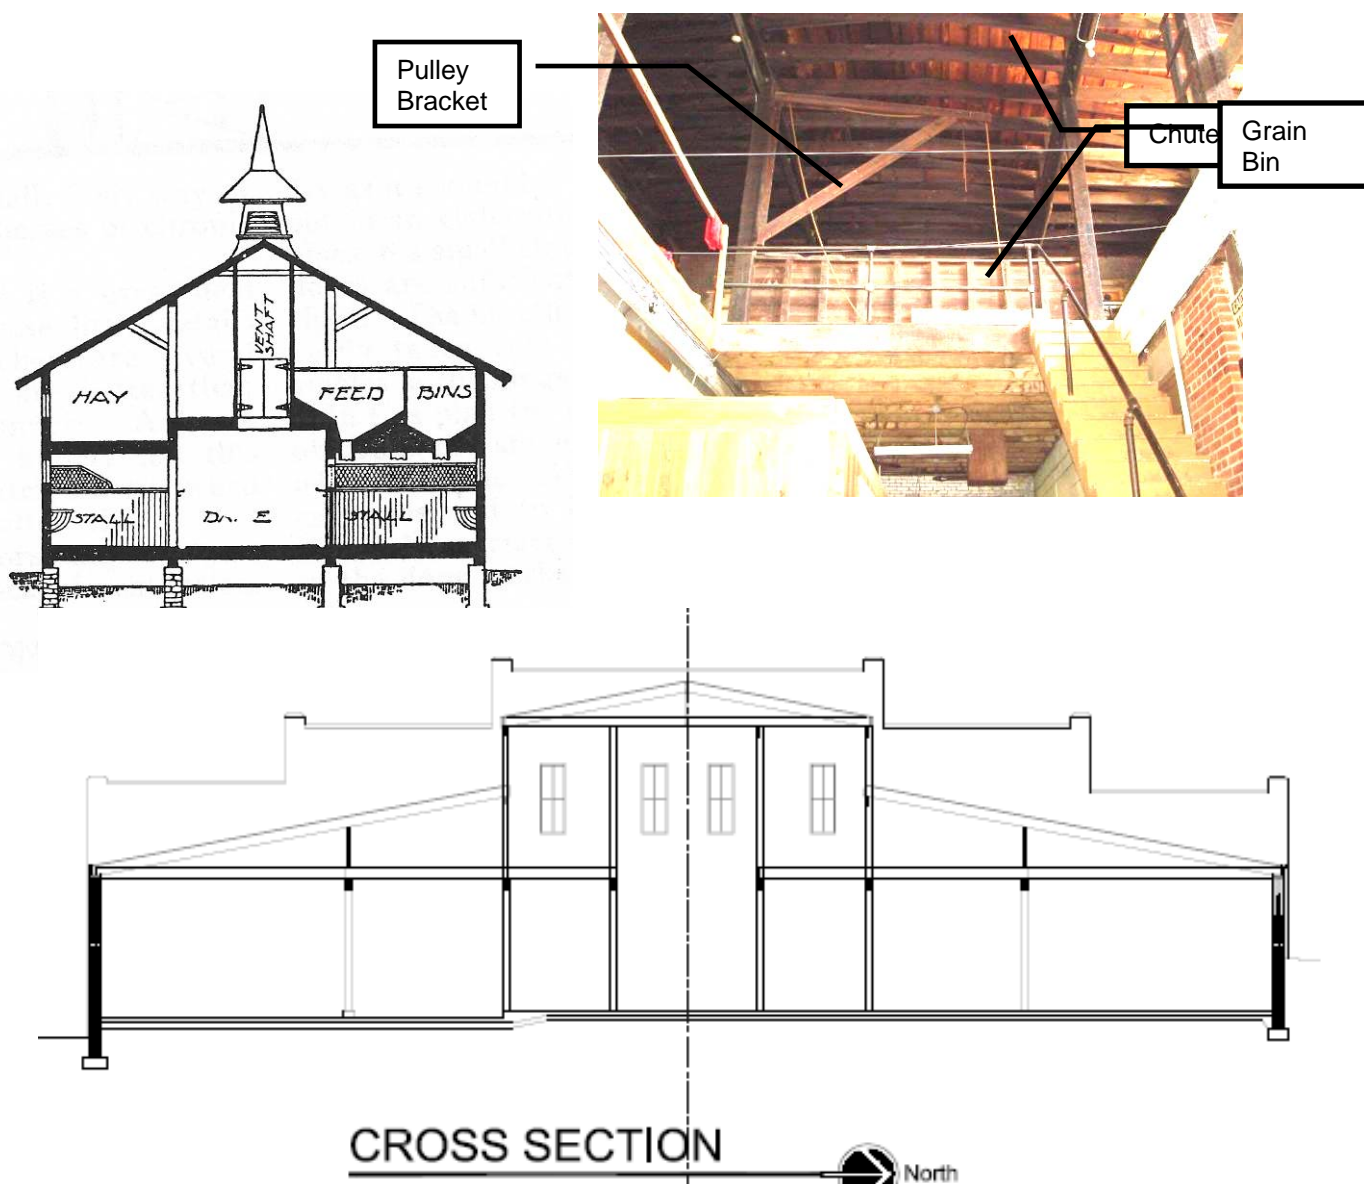 Pulley
Bracket
Chute
Grain
Bin
VENT
SHAFT
HAY
FEED
BINS
STALL
STALL
CROSS SECTION
North